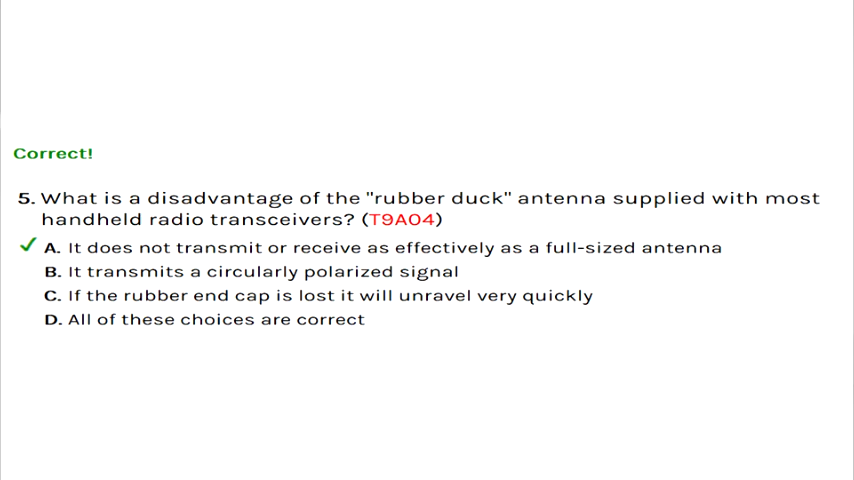 Correct!
5. What is a disadvantage of the "rubber duck" antenna supplied with most
handheld radio transceivers? (T9A04)
✓ A. It does not transmit or receive as effectively as a full-sized antenna
B. It transmits a circularly polarized signal
C. If the rubber end cap is lost it will unravel very quickly
D. All of these choices are correct